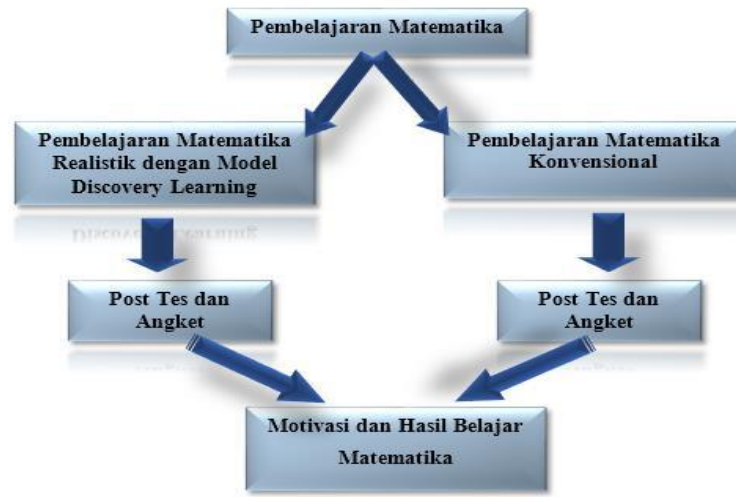 Pembelajaran Matematika
Pembelajaran Matematika
Realistik dengan Model
Discovery Learning
Pembelajaran Matematika
Konvensional
Post Tes dan
Angket
Post Tes dan
Angket
Motivasi dan Hasil Belajar
Matematika